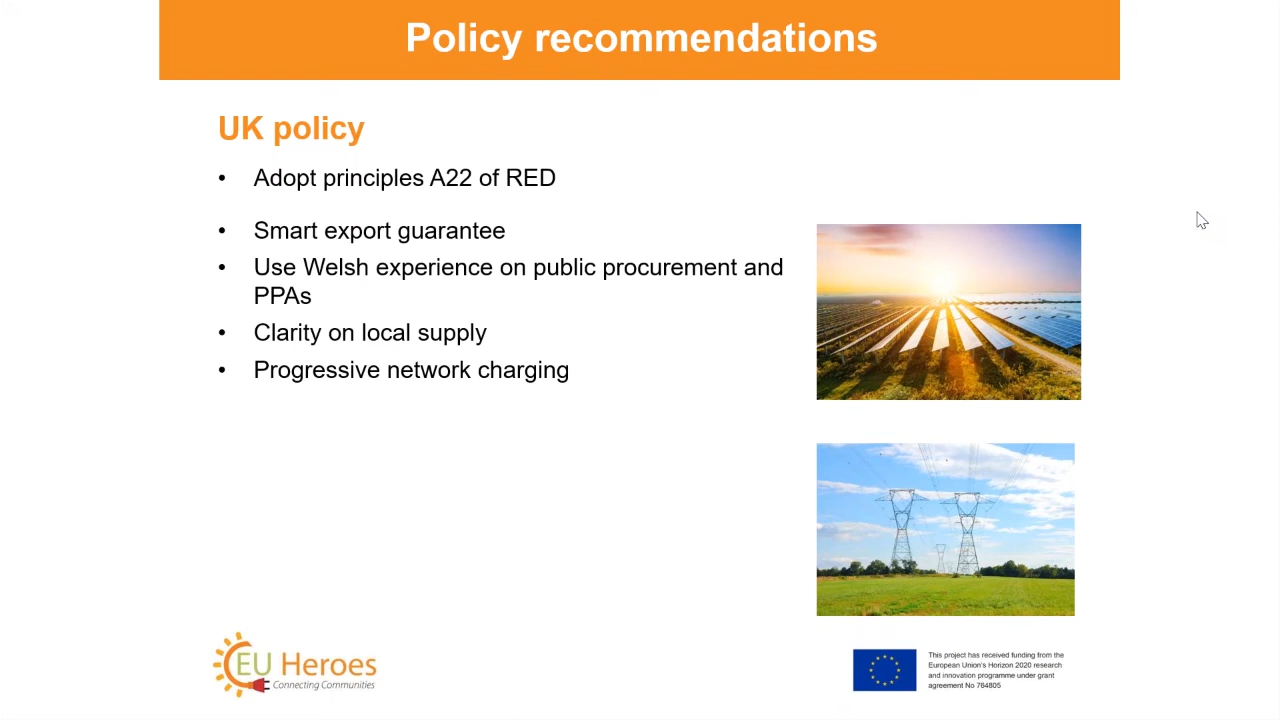 Policy recommendations
UK policy
• Adopt principles A22 of RED
• Smart export guarantee
• Use Welsh experience on public procurement and
PPAs
• Clarity on local supply
• Progressive network charging
EU Heroes
Connecting Communities
This project has received funding from the
European Union's Horizon 2020 research
and innovation programme under grant
agreement No 764805